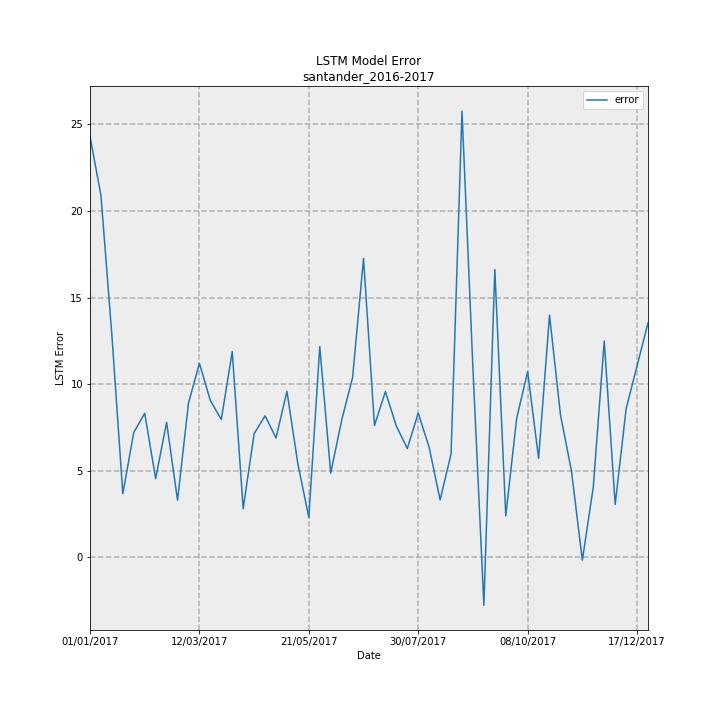 LSTM Model Error
santander_2016-2017
error
25
20
15
10
5
0
LSTM Error
01/01/2017
12/03/2017
21/05/2017
30/07/2017
08/10/2017
17/12/2017
Date